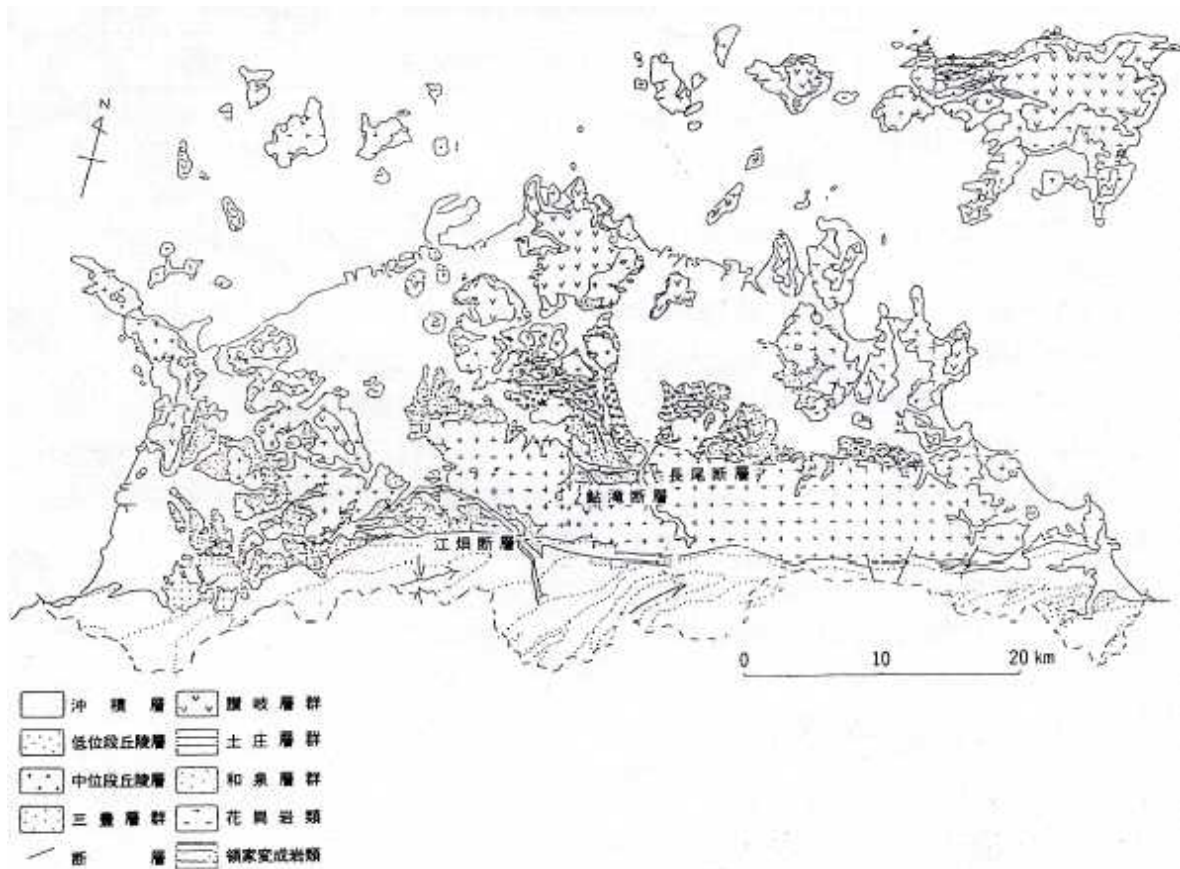 N
長尾断層
鮎滝断層
江畑断層
0 10 20 km
沖積層 讃岐層群
低位段丘陵層 土庄層群
中位段丘陵層 和泉層群
三豊層群 花崗岩類
断層 領家変成岩類